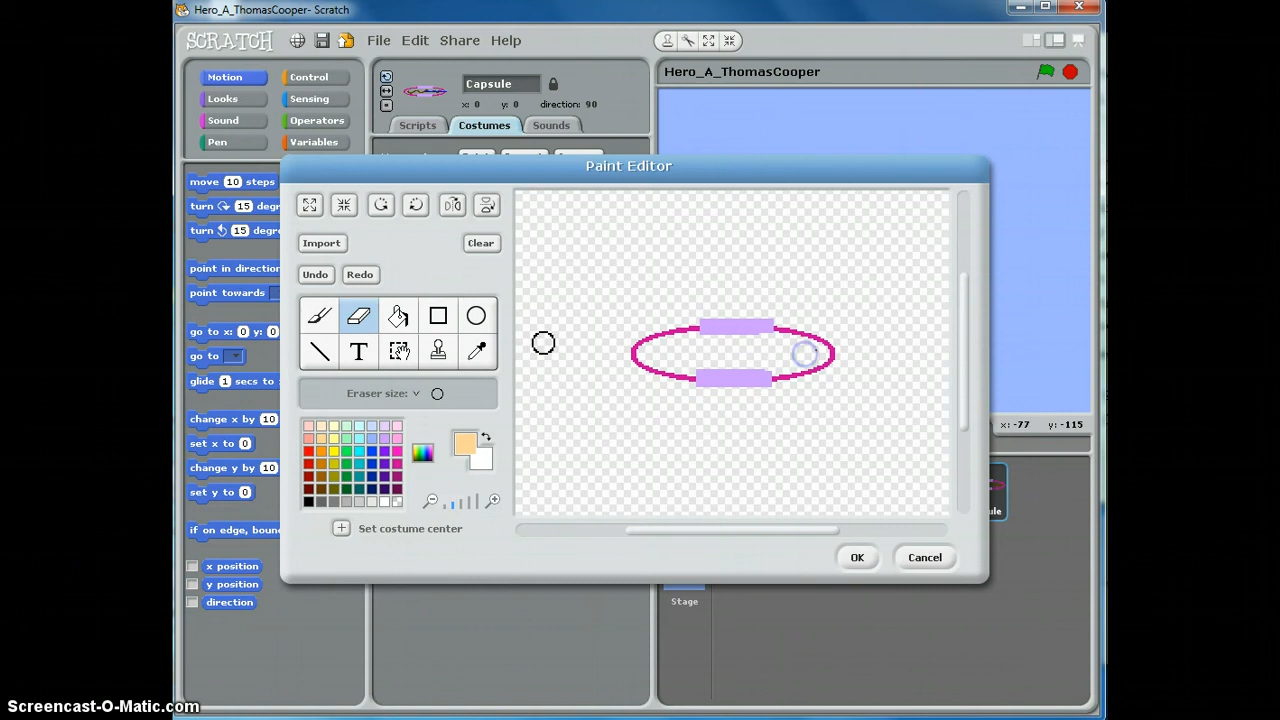 Hero_A_ThomasCooper- Scratch
SCRATCH File Edit Share Help
Motion Control
Looks Sensing
Sound Operators
Pen Variables
Capsule
x: 0 y: 0 direction: 90
Scripts Costumes Sounds
Hero_A_ThomasCooper
Paint Editor
move 10 steps
turn 15 degr
turn 15 degr
point in direction
point towards
go to x: 0 y: 0
go to
glide 1 secs to x
change x by 10
set x to 0
change y by 10
set y to 0
if on edge, boun
x position
y position
direction
Import Clear
Undo Redo
T
Eraser size:
Set costume center
OK Cancel
x: -77 y: -115
ule
Stage
Screencast-O-Matic.com